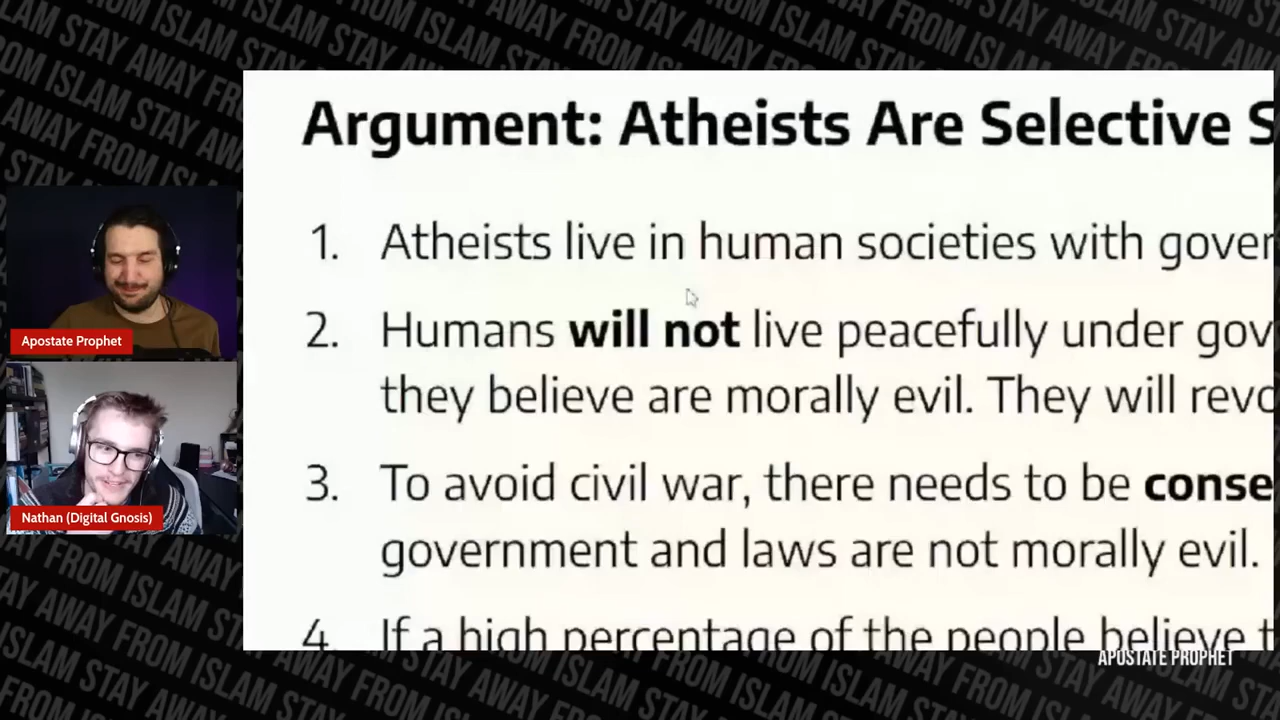 Argument: Atheists Are Selective S
1. Atheists live in human societies with gover
2. Humans will not live peacefully under gov
they believe are morally evil. They will revo
3. To avoid civil war, there needs to be conse
government and laws are not morally evil.
4. If a high percentage of the people believe t
Apostate Prophet
Nathan (Digital Gnosis)
APOSTATE PROPHET
STAY AWAY FROM ISLAM